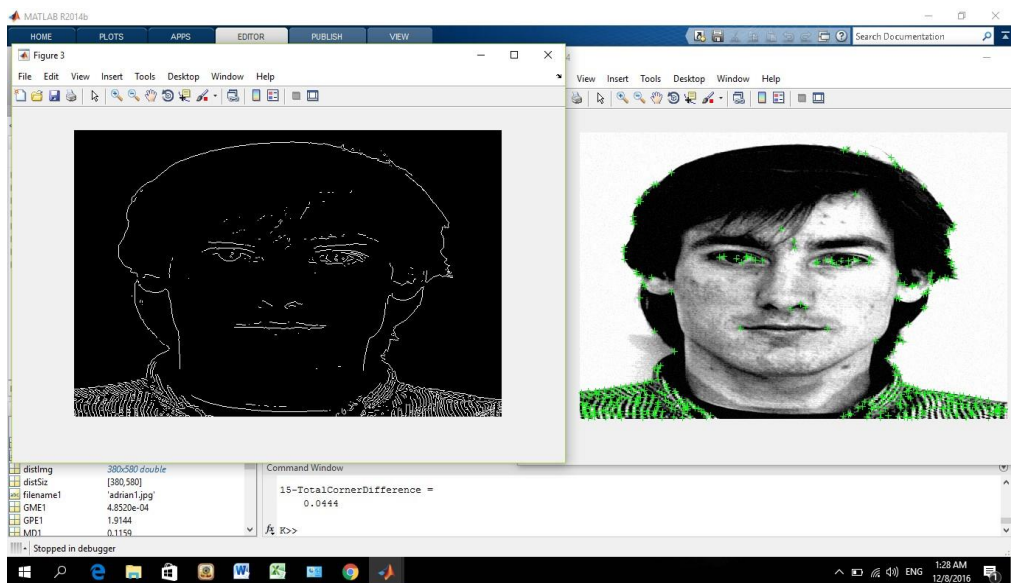 MATLAB R2014b
HOME PLOTS APPS EDITOR PUBLISH VIEW Search Documentation
Figure 3
File Edit View Insert Tools Desktop Window Help
View Insert Tools Desktop Window Help
distImg 380x580 double
distSiz [380,580]
filename1 'adrian1.jpg'
GME1 4.8520e-04
GPE1 1.9144
MD1 0.1159
Command Window
15-TotalCornerDifference =
0.0444
fx K>>
Stopped in debugger
ENG 1:28 AM
12/8/2016